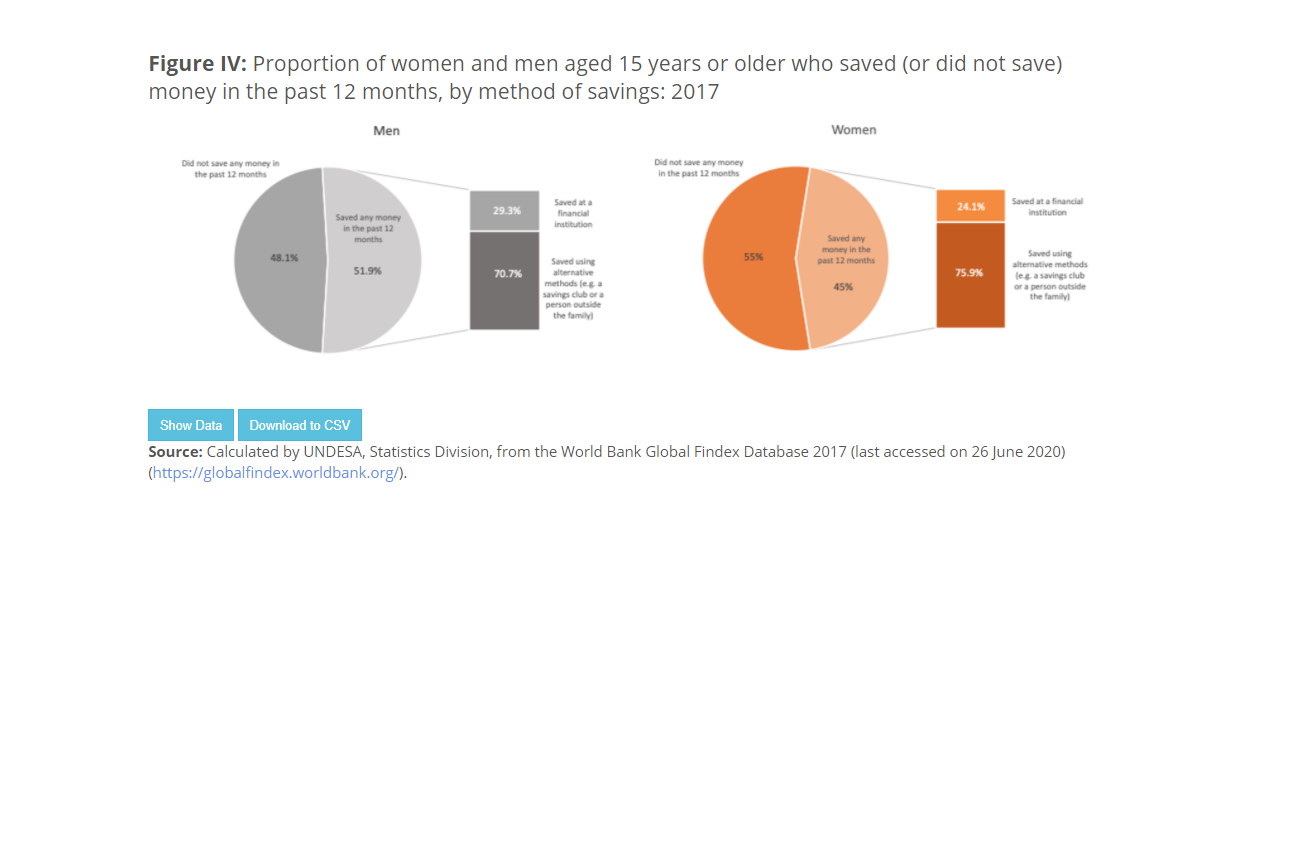 Figure IV: Proportion of women and men aged 15 years or older who saved (or did not save)
money in the past 12 months, by method of savings: 2017
Men
Did not save any money in
the past 12 months
48.1%
Saved any money
in the past 12
months
51.9%
29.3%
70.7%
Saved at a
financial
institution
Saved using
alternative
methods (e.g. a
savings club or a
person outside
the family)
Women
Did not save any money
in the past 12 months
55%
Saved any
money in the
past 12 months
45%
24.1%
75.9%
Saved at a financial
institution
Saved using
alternative methods
(e.g. a savings club
or a person outside
the family)
Show Data
Download to CSV
Source: Calculated by UNDESA, Statistics Division, from the World Bank Global Findex Database 2017 (last accessed on 26 June 2020)
(https://globalfindex.worldbank.org/).